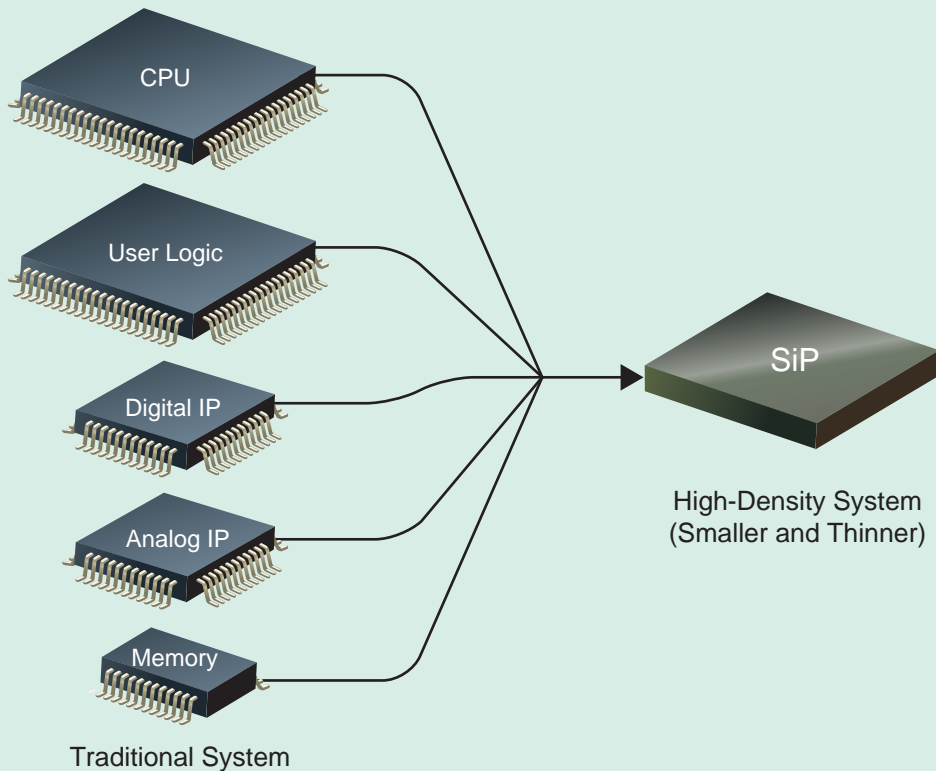 CPU
User Logic
Digital IP
Analog IP
Memory
Traditional System
SiP
High-Density System
(Smaller and Thinner)